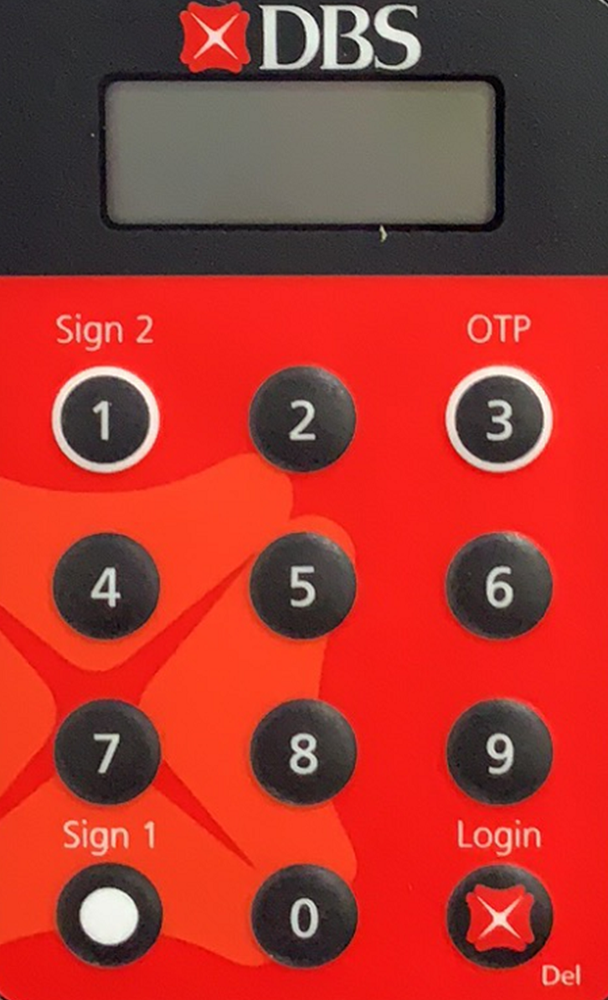 DBS
Sign 2 OTP
1 2 3
4 5 6
7 8 9
Sign 1 Login
0
Del